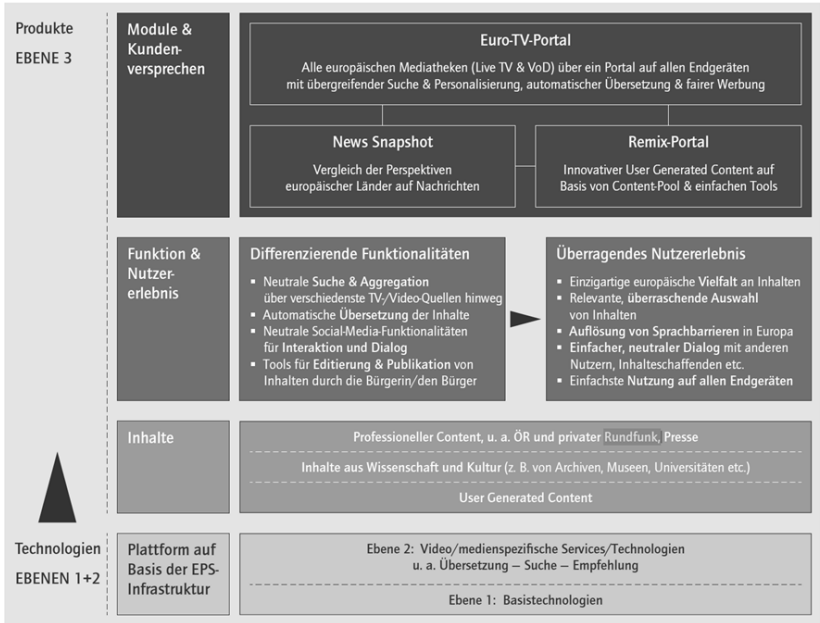 Produkte
EBENE 3
Module &
Kunden-
versprechen
Euro-TV-Portal
Alle europäischen Mediatheken (Live TV & VoD) über ein Portal auf allen Endgeräten
mit übergreifender Suche & Personalisierung, automatischer Übersetzung & fairer Werbung
News Snapshot
Vergleich der Perspektiven
europäischer Länder auf Nachrichten
Remix-Portal
Innovativer User Generated Content auf
Basis von Content-Pool & einfachen Tools
Funktion &
Nutzer-
erlebnis
Differenzierende Funktionalitäten
▪ Neutrale Suche & Aggregation
über verschiedenste TV-/Video-Quellen hinweg
▪ Automatische Übersetzung der Inhalte
▪ Neutrale Social-Media-Funktionalitäten
für Interaktion und Dialog
▪ Tools für Editierung & Publikation von
Inhalten durch die Bürgerin/den Bürger
Überragendes Nutzererlebnis
▪ Einzigartige europäische Vielfalt an Inhalten
▪ Relevante, überraschende Auswahl
von Inhalten
▪ Auflösung von Sprachbarrieren in Europa
▪ Einfacher, neutraler Dialog mit anderen
Nutzern, Inhalteschaffenden etc.
▪ Einfachste Nutzung auf allen Endgeräten
Inhalte
Professioneller Content, u. a. ÖR und privater Rundfunk, Presse
Inhalte aus Wissenschaft und Kultur (z. B. von Archiven, Museen, Universitäten etc.)
User Generated Content
Technologien
EBENEN 1+2
Plattform auf
Basis der EPS-
Infrastruktur
Ebene 2: Video/medienspezifische Services/Technologien
u. a. Übersetzung – Suche – Empfehlung
Ebene 1: Basistechnologien